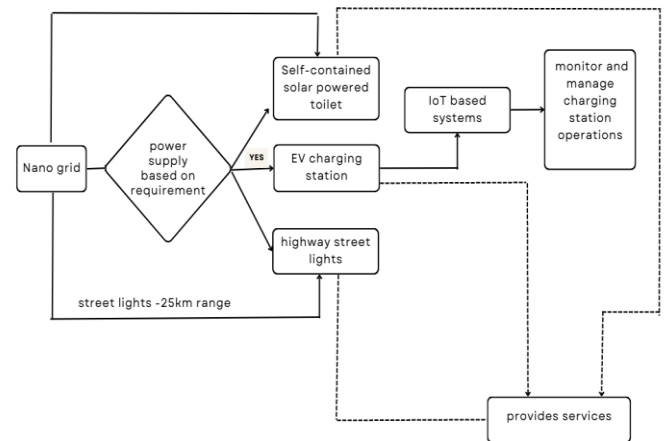 Self-contained
solar powered
toilet
monitor and
manage
charging
station
operations
IoT based
systems
power
supply
based on
requirement
Nano grid
YES
EV charging
station
highway street
lights
street lights -25km range
provides services